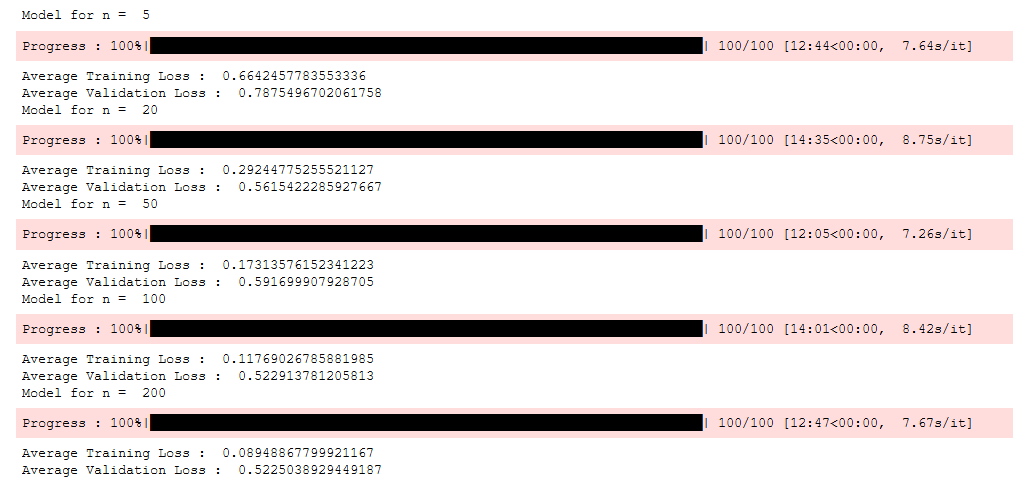 Model for n =  5
Progress : 100%|██████████| 100/100 [12:44<00:00,  7.64s/it]
Average Training Loss :  0.6642457783553336
Average Validation Loss :  0.7875496702061758
Model for n =  20
Progress : 100%|██████████| 100/100 [14:35<00:00,  8.75s/it]
Average Training Loss :  0.29244775255521127
Average Validation Loss :  0.5615422285927667
Model for n =  50
Progress : 100%|██████████| 100/100 [12:05<00:00,  7.26s/it]
Average Training Loss :  0.17313576152341223
Average Validation Loss :  0.591699907928705
Model for n =  100
Progress : 100%|██████████| 100/100 [14:01<00:00,  8.42s/it]
Average Training Loss :  0.11769026785881985
Average Validation Loss :  0.522913781205813
Model for n =  200
Progress : 100%|██████████| 100/100 [12:47<00:00,  7.67s/it]
Average Training Loss :  0.08948867799921167
Average Validation Loss :  0.5225038929449187